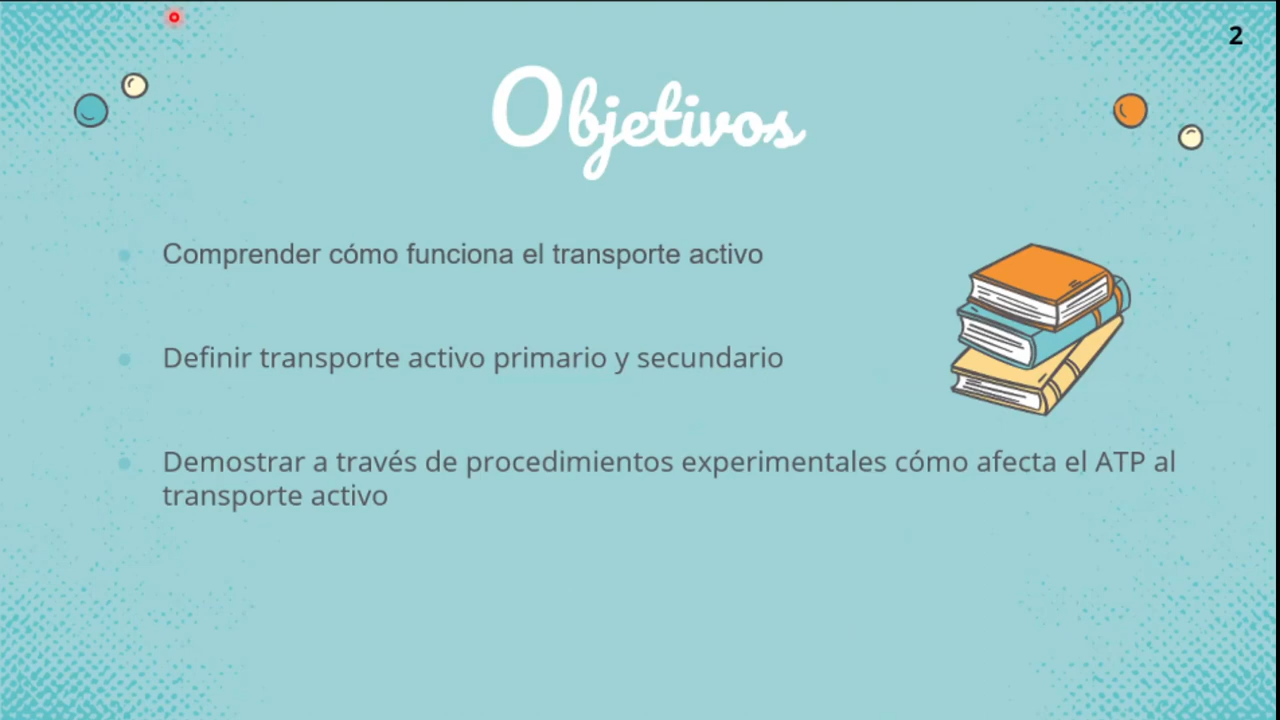 2
Objetivos
Comprender cómo funciona el transporte activo
Definir transporte activo primario y secundario
Demostrar a través de procedimientos experimentales cómo afecta el ATP al
transporte activo